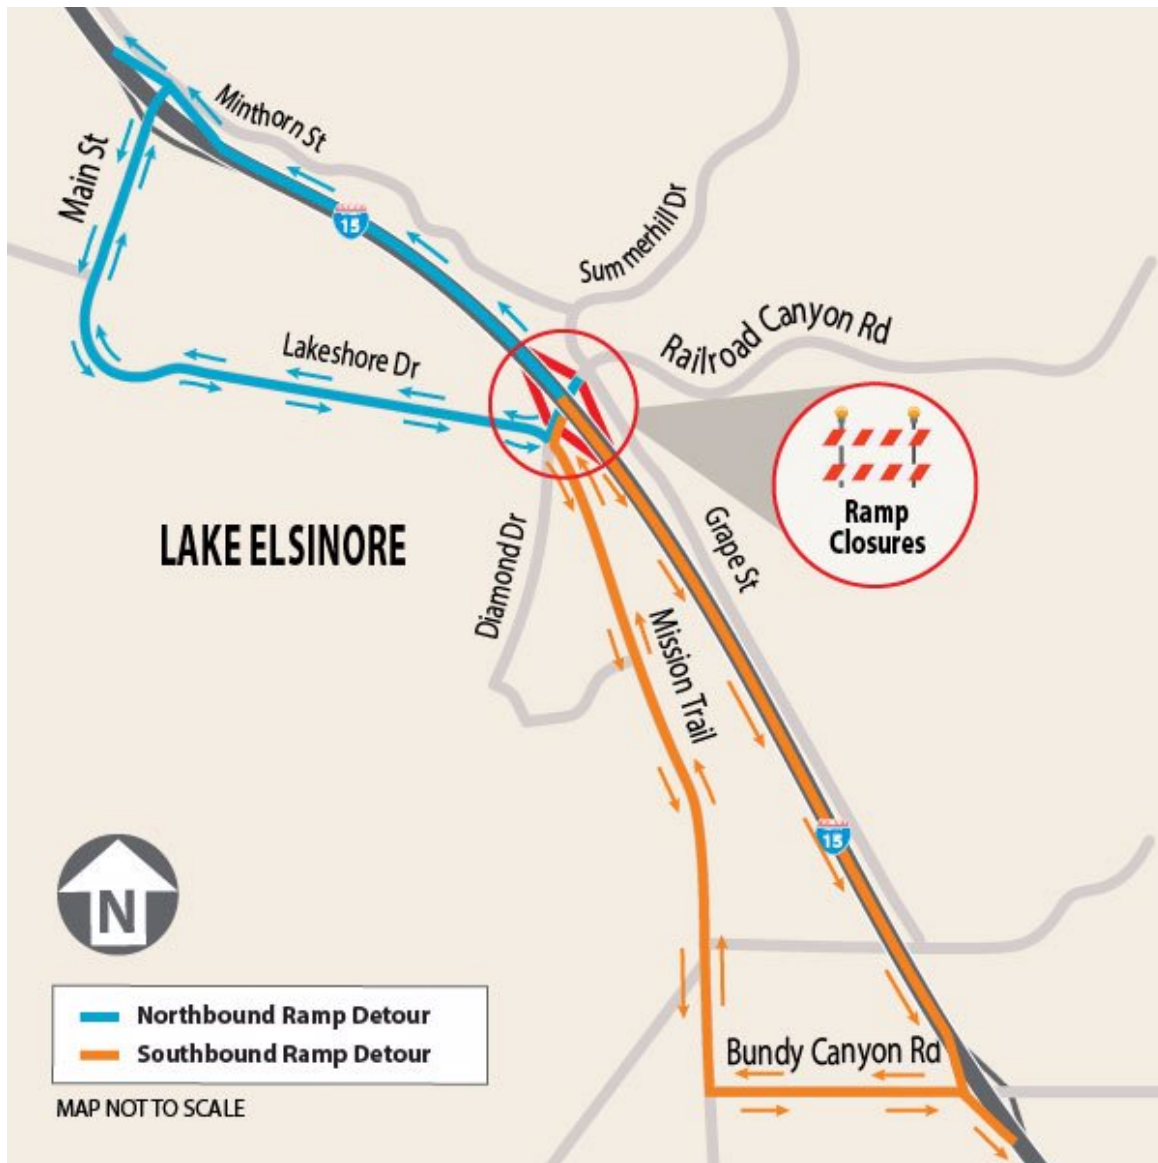 Minthorn St
Main St
15
Summerhill Dr
Railroad Canyon Rd
Lakeshore Dr
Ramp
Closures
LAKE ELSINORE
Diamond Dr
Grape St
Mission Trail
15
N
Northbound Ramp Detour
Southbound Ramp Detour
Bundy Canyon Rd
MAP NOT TO SCALE